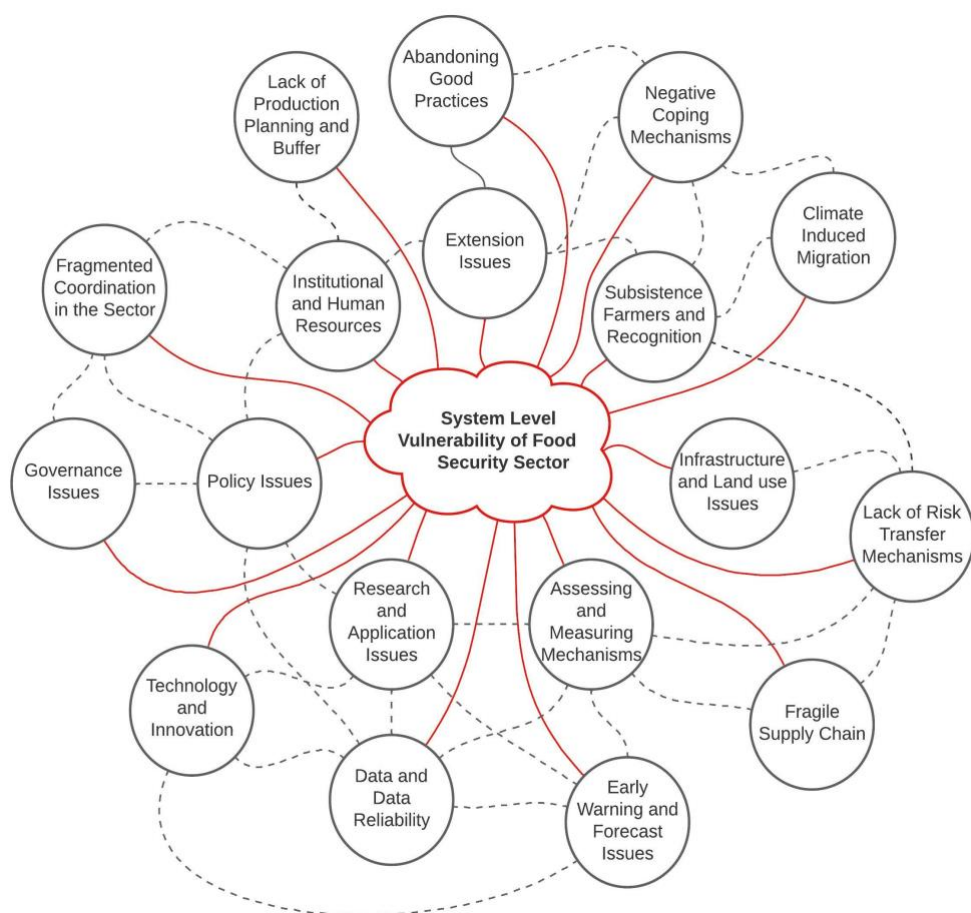 Abandoning
Good
Practices
Lack of
Production
Planning and
Buffer
Negative
Coping
Mechanisms
Climate
Induced
Migration
Extension
Issues
Fragmented
Coordination
in the Sector
Institutional
and Human
Resources
Subsistence
Farmers and
Recognition
System Level
Vulnerability of Food
Security Sector
Governance
Issues
Policy Issues
Infrastructure
and Land use
Issues
Lack of Risk
Transfer
Mechanisms
Research
and
Application
Issues
Assessing
and
Measuring
Mechanisms
Technology
and
Innovation
Fragile
Supply Chain
Data and
Data
Reliability
Early
Warning and
Forecast
Issues